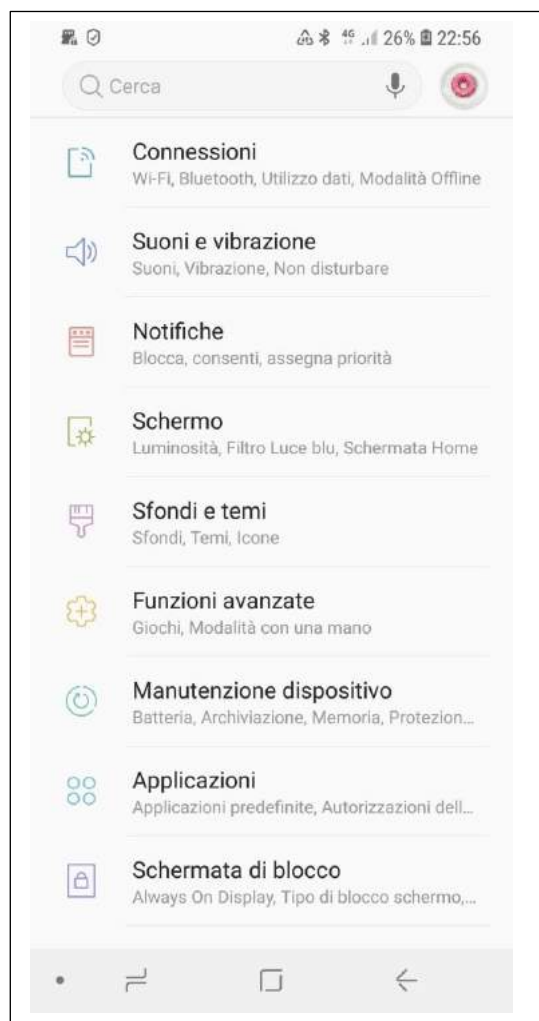 4G 26% 22:56
Cerca
Connessioni
Wi-Fi, Bluetooth, Utilizzo dati, Modalità Offline
Suoni e vibrazione
Suoni, Vibrazione, Non disturbare
Notifiche
Blocca, consenti, assegna priorità
Schermo
Luminosità, Filtro Luce blu, Schermata Home
Sfondi e temi
Sfondi, Temi, Icone
Funzioni avanzate
Giochi, Modalità con una mano
Manutenzione dispositivo
Batteria, Archiviazione, Memoria, Protezion...
Applicazioni
Applicazioni predefinite, Autorizzazioni dell...
Schermata di blocco
Always On Display, Tipo di blocco schermo,...